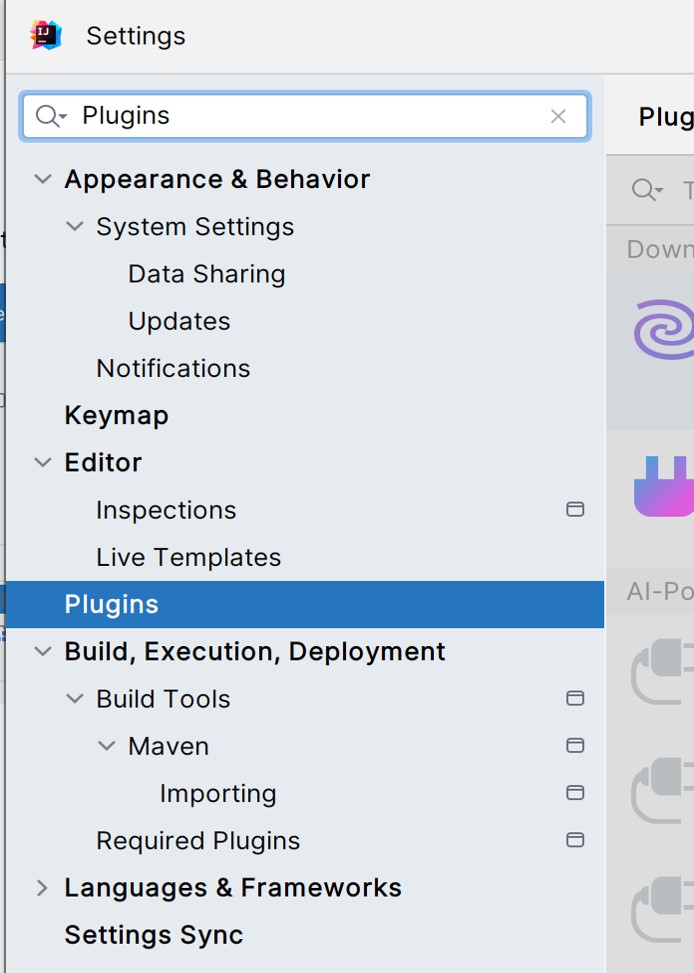 IJ
Settings
Plugins
Plug
Appearance & Behavior
System Settings
Down
Data Sharing
Updates
Notifications
Keymap
Editor
Inspections
Live Templates
Plugins
AI-Po
Build, Execution, Deployment
Build Tools
Maven
Importing
Required Plugins
Languages & Frameworks
Settings Sync